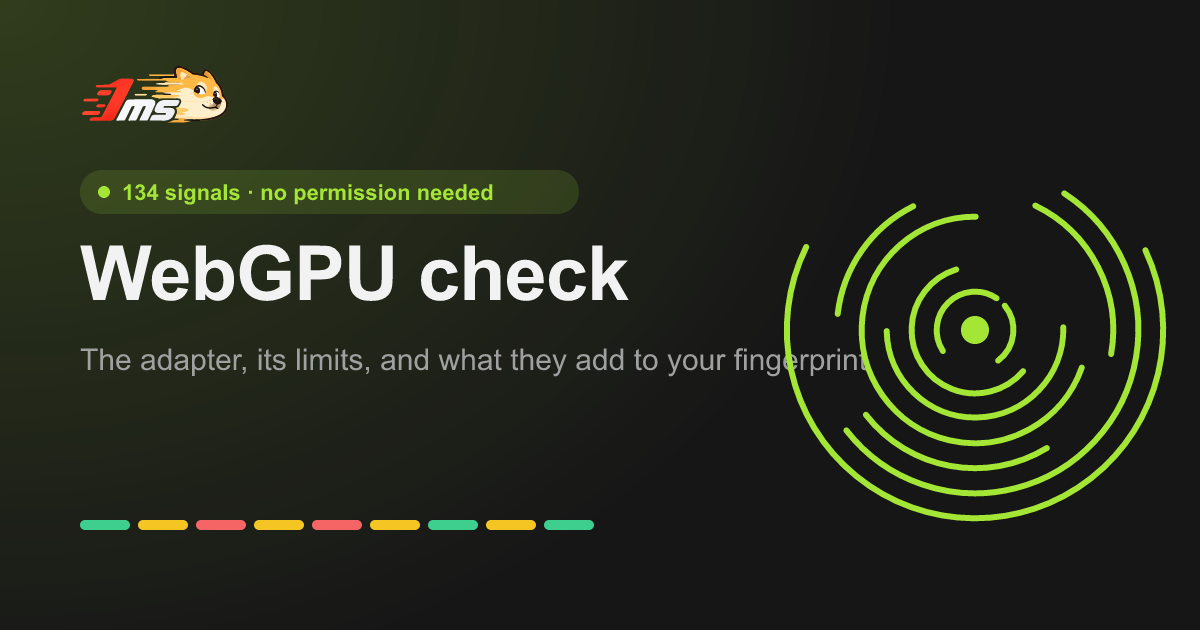 1ms
134 signals · no permission needed
WebGPU check
The adapter, its limits, and what they add to your fingerprint